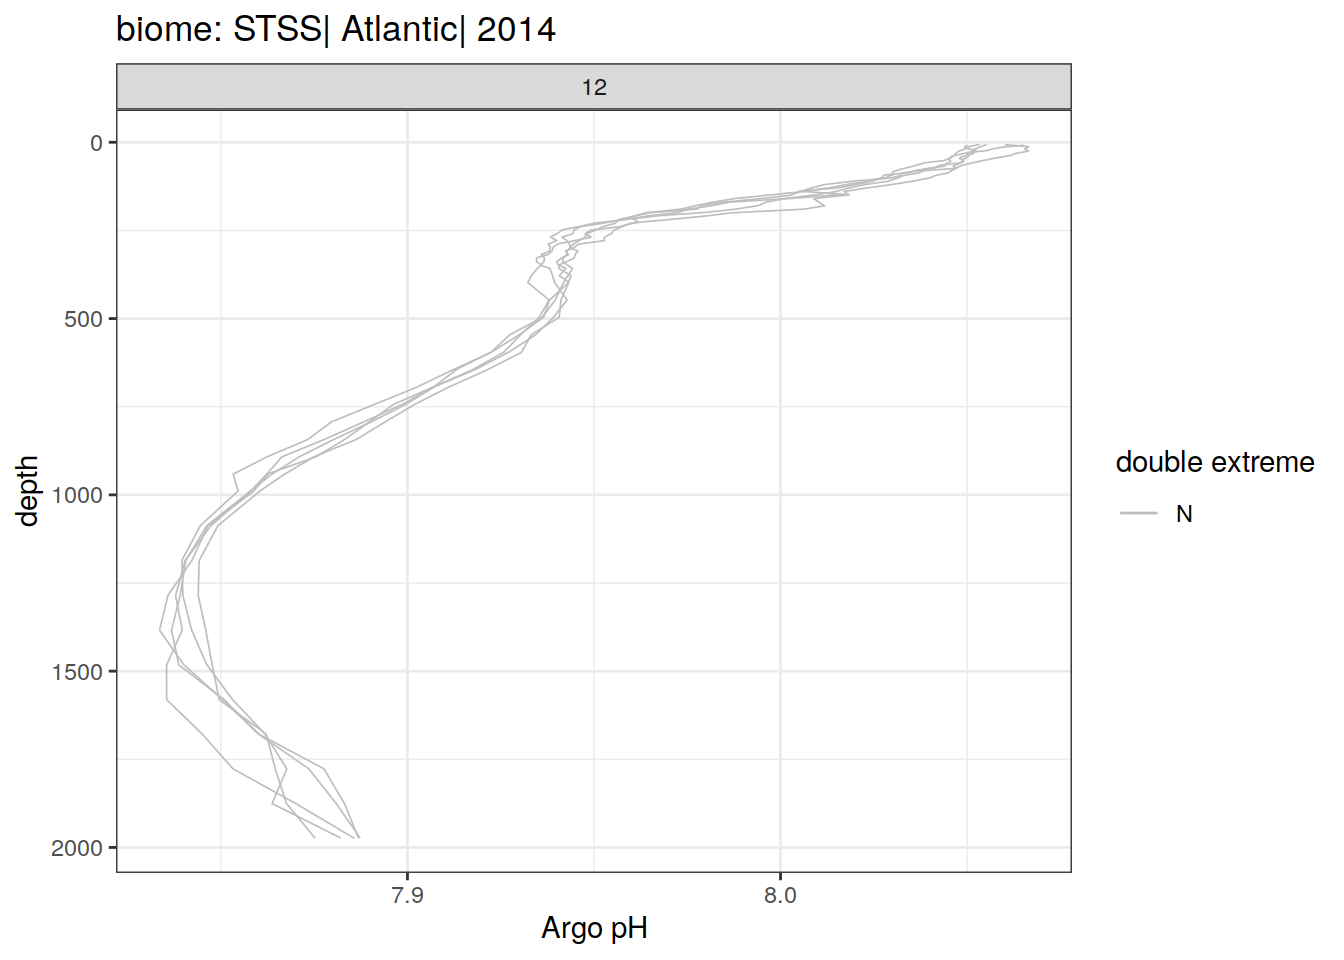 biome: STSS| Atlantic| 2014
12
0
500
1000
1500
2000
depth
7.9
8.0
Argo pH
double extreme
N